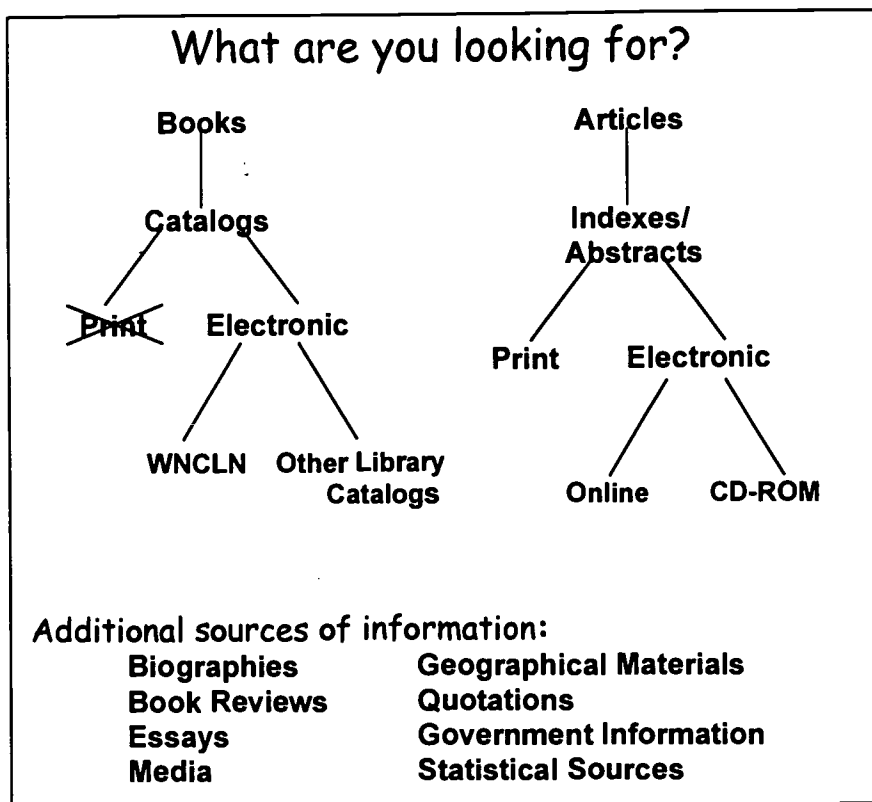 What are you looking for?
Books
Catalogs
Print
Electronic
WNCLN
Other Library
Catalogs
Articles
Indexes/
Abstracts
Print
Electronic
Online
CD-ROM
Additional sources of information:
Biographies
Book Reviews
Essays
Media
Geographical Materials
Quotations
Government Information
Statistical Sources